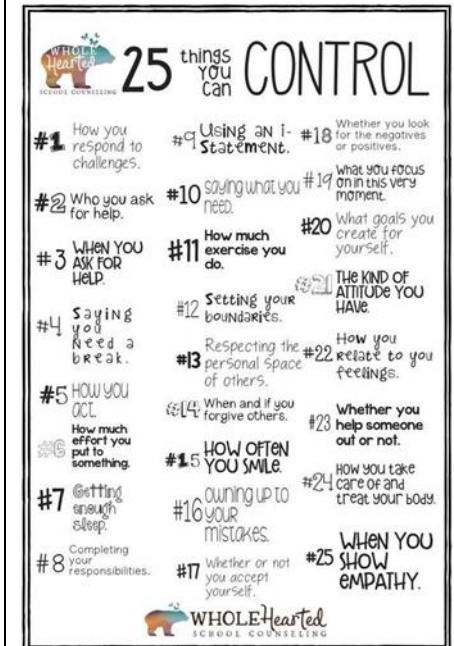 WHOLE
Hearted
SCHOOL COUNSELING
25 things
you
can
CONTROL
#1 How you
respond to
challenges.
#2 Who you ask
for help.
#3 WHEN YOU
ASK FOR
HELP.
#4 Saying
you
Need a
break.
#5 HOW YOU
ACT.
#6 How much
effort you
put to
something.
#7 Getting
enough
sleep.
#8 Completing
your
responsibilities.
#9 Using an i-
Statement.
#10 saying what you
need.
#11 How much
exercise you
do.
#12 Setting your
boundaries.
#13 Respecting the
personal space
of others.
#14 When and if you
forgive others.
#15 HOW OFTEN
YOU SMILE.
#16 owning up to
your
mistakes.
#17 Whether or not
you accept
yourself.
#18 Whether you look
for the negatives
or positives.
#19 What you focus
on in this very
moment.
#20 What goals you
create for
yourself.
#21 THE KIND OF
ATTITUDE YOU
HAVE.
#22 How you
relate to you
feelings.
#23 Whether you
help someone
out or not.
#24 How you take
care of and
treat your body.
#25 WHEN YOU
SHOW
EMPATHY.
WHOLEHearted
SCHOOL COUNSELING